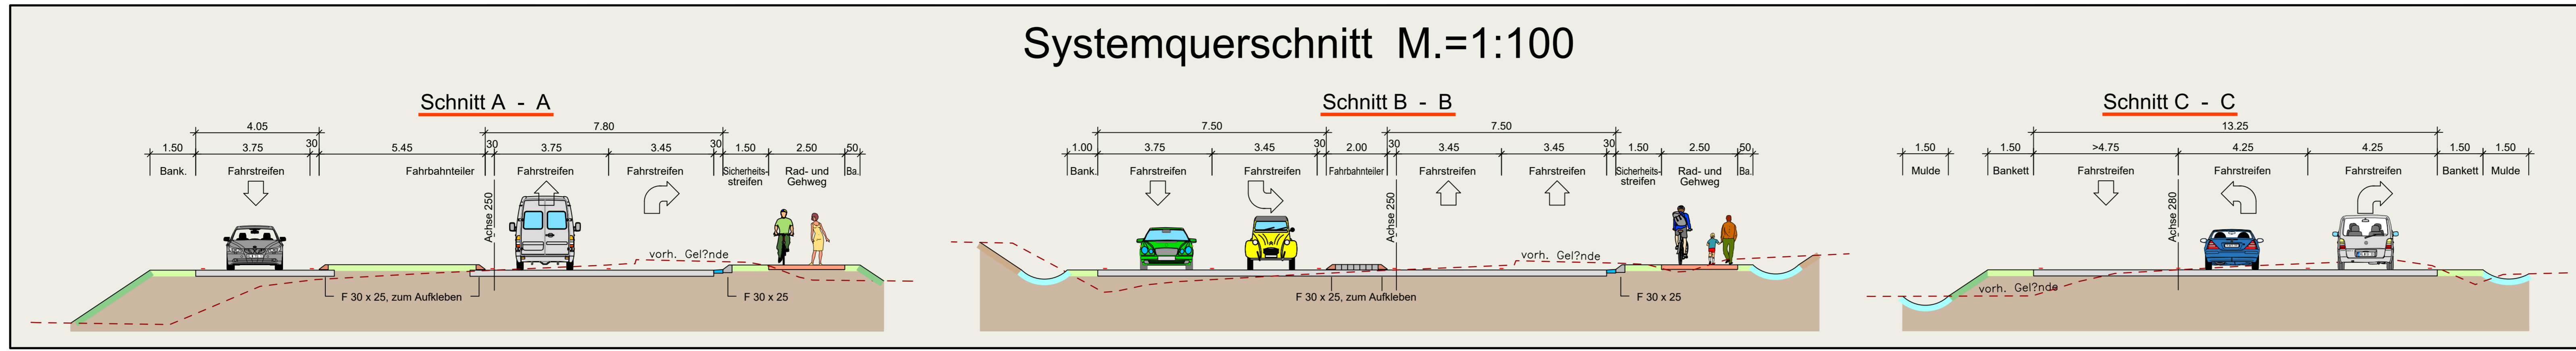 Systemquerschnitt M.=1:100
Schnitt A - A
4.05 7.80
1.50 3.75 30 5.45 30 3.75 3.45 30 1.50 2.50 50
Bank. Fahrstreifen Fahrbahnteiler Fahrstreifen Fahrstreifen Sicherheits- Rad- und Ba.
streifen Gehweg
Achse 250
vorh. Gel?nde
F 30 x 25, zum Aufkleben F 30 x 25
Schnitt B - B
7.50 7.50
1.00 3.75 3.45 30 2.00 30 3.45 3.45 30 1.50 2.50 50
Bank. Fahrstreifen Fahrstreifen Fahrbahnteiler Fahrstreifen Fahrstreifen Sicherheits- Rad- und Ba.
streifen Gehweg
Achse 250
vorh. Gel?nde
F 30 x 25, zum Aufkleben F 30 x 25
Schnitt C - C
13.25
1.50 1.50 >4.75 4.25 4.25 1.50 1.50
Mulde Bankett Fahrstreifen Fahrstreifen Fahrstreifen Bankett Mulde
Achse 280
vorh. Gel?nde